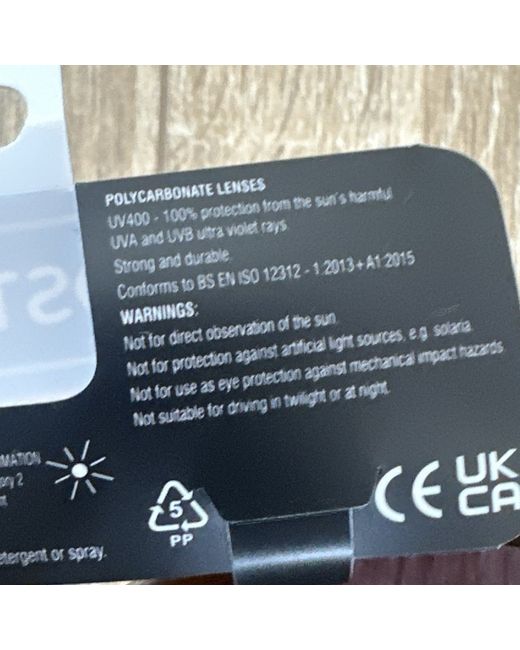 POLYCARBONATE LENSES
UV400 - 100% protection from the sun's harmful
UVA and UVB ultra violet rays
Strong and durable.
Conforms to BS EN ISO 12312 - 1:2013+A1:2015
WARNINGS:
Not for direct observation of the sun.
Not for protection against artificial light sources, e.g. solaria.
Not for use as eye protection against mechanical impact hazards.
Not suitable for driving in twilight or at night.
MATION
ory 2
5
PP
CE
UK
CA
etergent or spray.